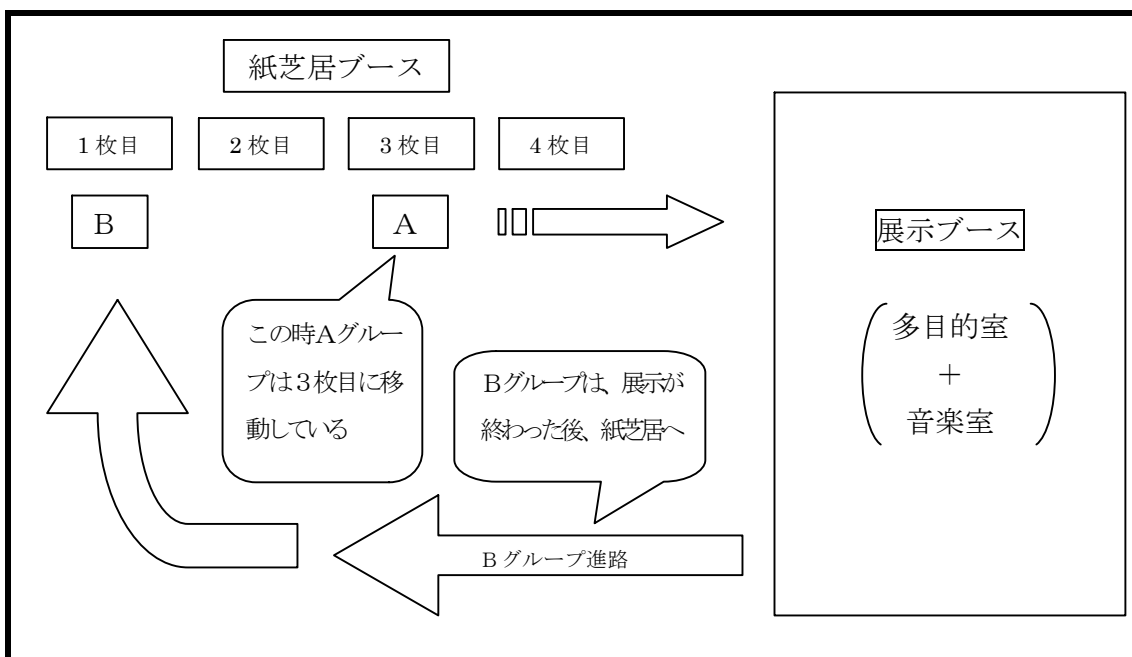 紙芝居ブース
1枚目
2枚目
3枚目
4枚目
B
A
展示ブース
この時Aグルー
プは3枚目に移
動している
Bグループは、展示が
終わった後、紙芝居へ
多目的室
+
音楽室
Bグループ進路